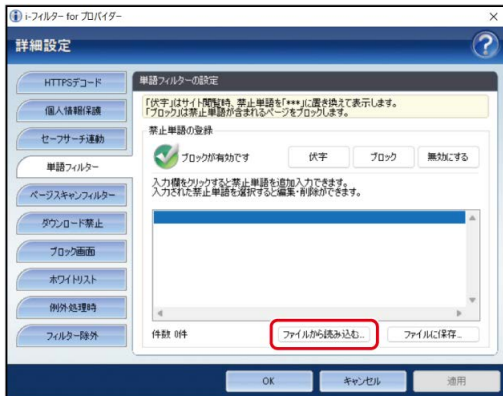 i-フィルター for プロバイダー
詳細設定
HTTPSデコード
個人情報保護
セーフサーチ連動
単語フィルター
ページスキャンフィルター
ダウンロード禁止
ブロック画面
ホワイトリスト
例外処理時
フィルター除外
単語フィルターの設定
「伏字」はサイト閲覧時、禁止単語を「***」に置き換えて表示します。
「ブロック」は禁止単語が含まれるページをブロックします。
禁止単語の登録
ブロックが有効です
伏字
ブロック
無効にする
入力欄をクリックすると禁止単語を追加入力できます。
入力された禁止単語を選択すると編集・削除ができます。
件数 0件
ファイルから読み込む...
ファイルに保存...
OK
キャンセル
適用